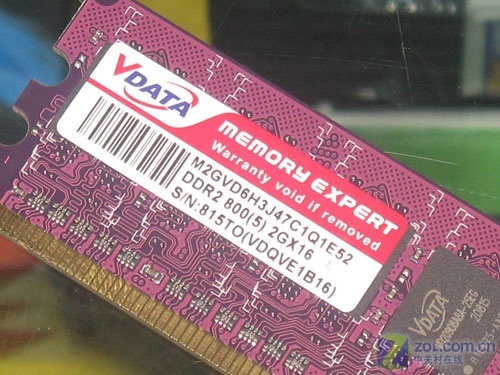 VDATA
MEMORY EXPERT
Warranty void if removed
M2GVD6H3J47C1Q1E52
DDR2 800(5) 2GX16
S/N:815TO(VDQVE1B16)
VDATA
20815
zol.com.cn
中关村在线